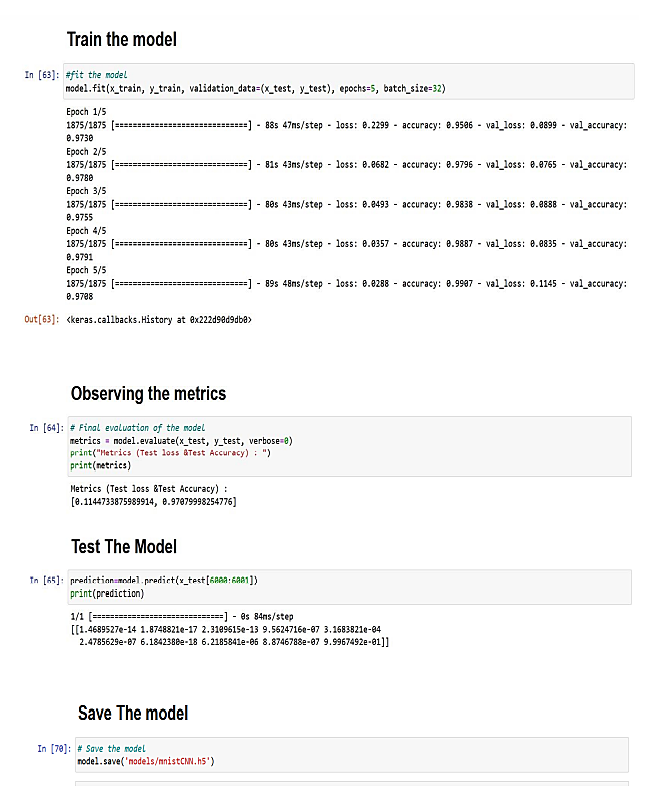 Train the model
In [63]: #fit the model
model.fit(x_train, y_train, validation_data=(x_test, y_test), epochs=5, batch_size=32)
Epoch 1/5
1875/1875 [==============================] - 88s 47ms/step - loss: 0.2299 - accuracy: 0.9506 - val_loss: 0.0899 - val_accuracy:
0.9730
Epoch 2/5
1875/1875 [==============================] - 81s 43ms/step - loss: 0.0682 - accuracy: 0.9796 - val_loss: 0.0765 - val_accuracy:
0.9780
Epoch 3/5
1875/1875 [==============================] - 80s 43ms/step - loss: 0.0493 - accuracy: 0.9838 - val_loss: 0.0888 - val_accuracy:
0.9755
Epoch 4/5
1875/1875 [==============================] - 80s 43ms/step - loss: 0.0357 - accuracy: 0.9887 - val_loss: 0.0835 - val_accuracy:
0.9791
Epoch 5/5
1875/1875 [==============================] - 89s 48ms/step - loss: 0.0288 - accuracy: 0.9907 - val_loss: 0.1145 - val_accuracy:
0.9708
Out[63]: <keras.callbacks.History at 0x222d90d9db0>
Observing the metrics
In [64]: # Final evaluation of the model
metrics = model.evaluate(x_test, y_test, verbose=0)
print("Metrics (Test loss &Test Accuracy) : ")
print(metrics)
Metrics (Test loss &Test Accuracy) :
[0.1144733875989914, 0.97079998254776]
Test The Model
In [65]: prediction=model.predict(x_test[6000:6001])
print(prediction)
1/1 [==============================] - 0s 84ms/step
[[1.4689527e-14 1.8748821e-17 2.3109615e-13 9.5624716e-07 3.1683821e-04
2.4785629e-07 6.1842380e-18 6.2185841e-06 8.8746788e-07 9.9967492e-01]]
Save The model
In [70]: # Save the model
model.save('models/mnistCNN.h5')